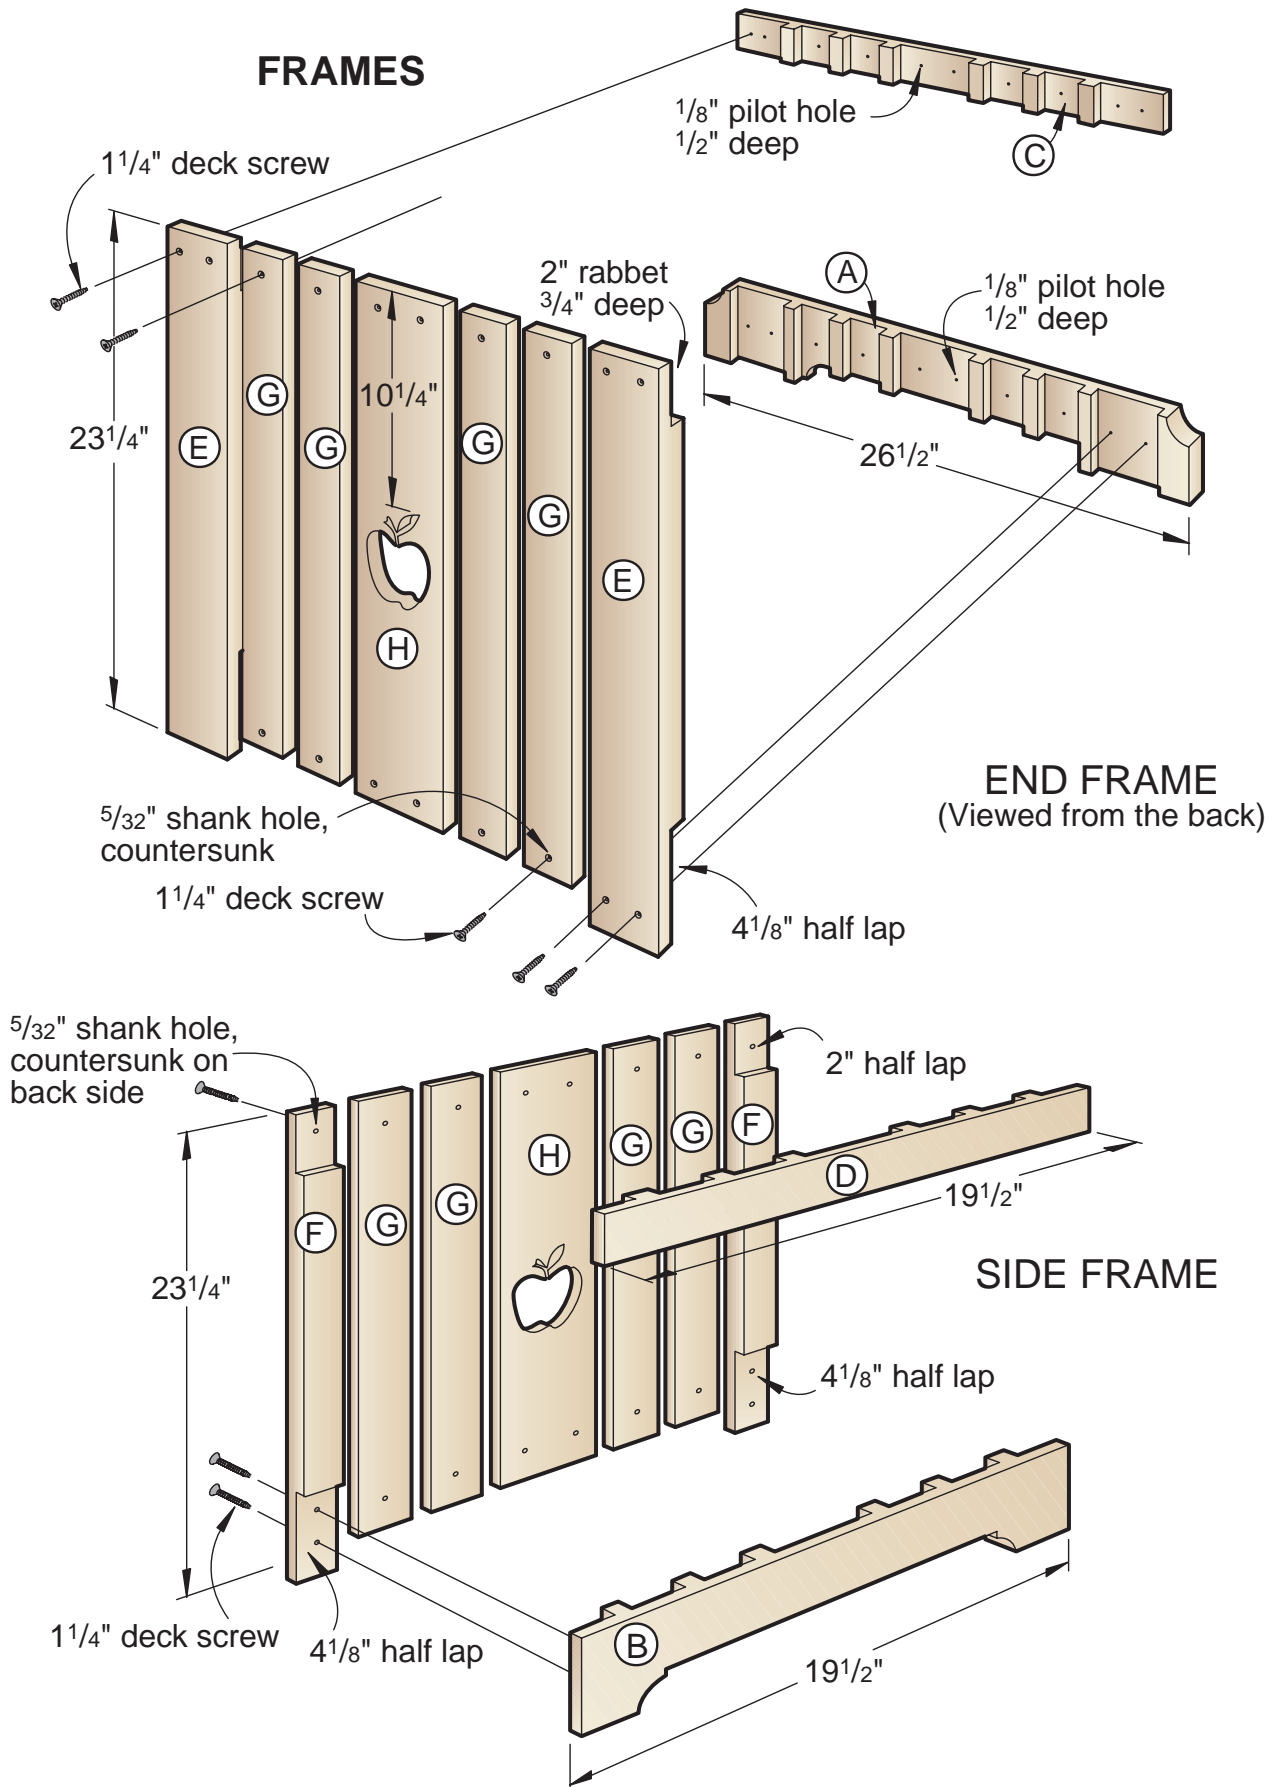 FRAMES
1/8" pilot hole
1/2" deep
C
1 1/4" deck screw
2" rabbet
3/4" deep
A
1/8" pilot hole
1/2" deep
26 1/2"
23 1/4"
10 1/4"
E
G
G
G
G
E
H
5/32" shank hole,
countersunk
1 1/4" deck screw
4 1/8" half lap
END FRAME
(Viewed from the back)
5/32" shank hole,
countersunk on
back side
2" half lap
F
G
G
H
G
G
F
D
19 1/2"
SIDE FRAME
23 1/4"
4 1/8" half lap
1 1/4" deck screw
4 1/8" half lap
B
19 1/2"